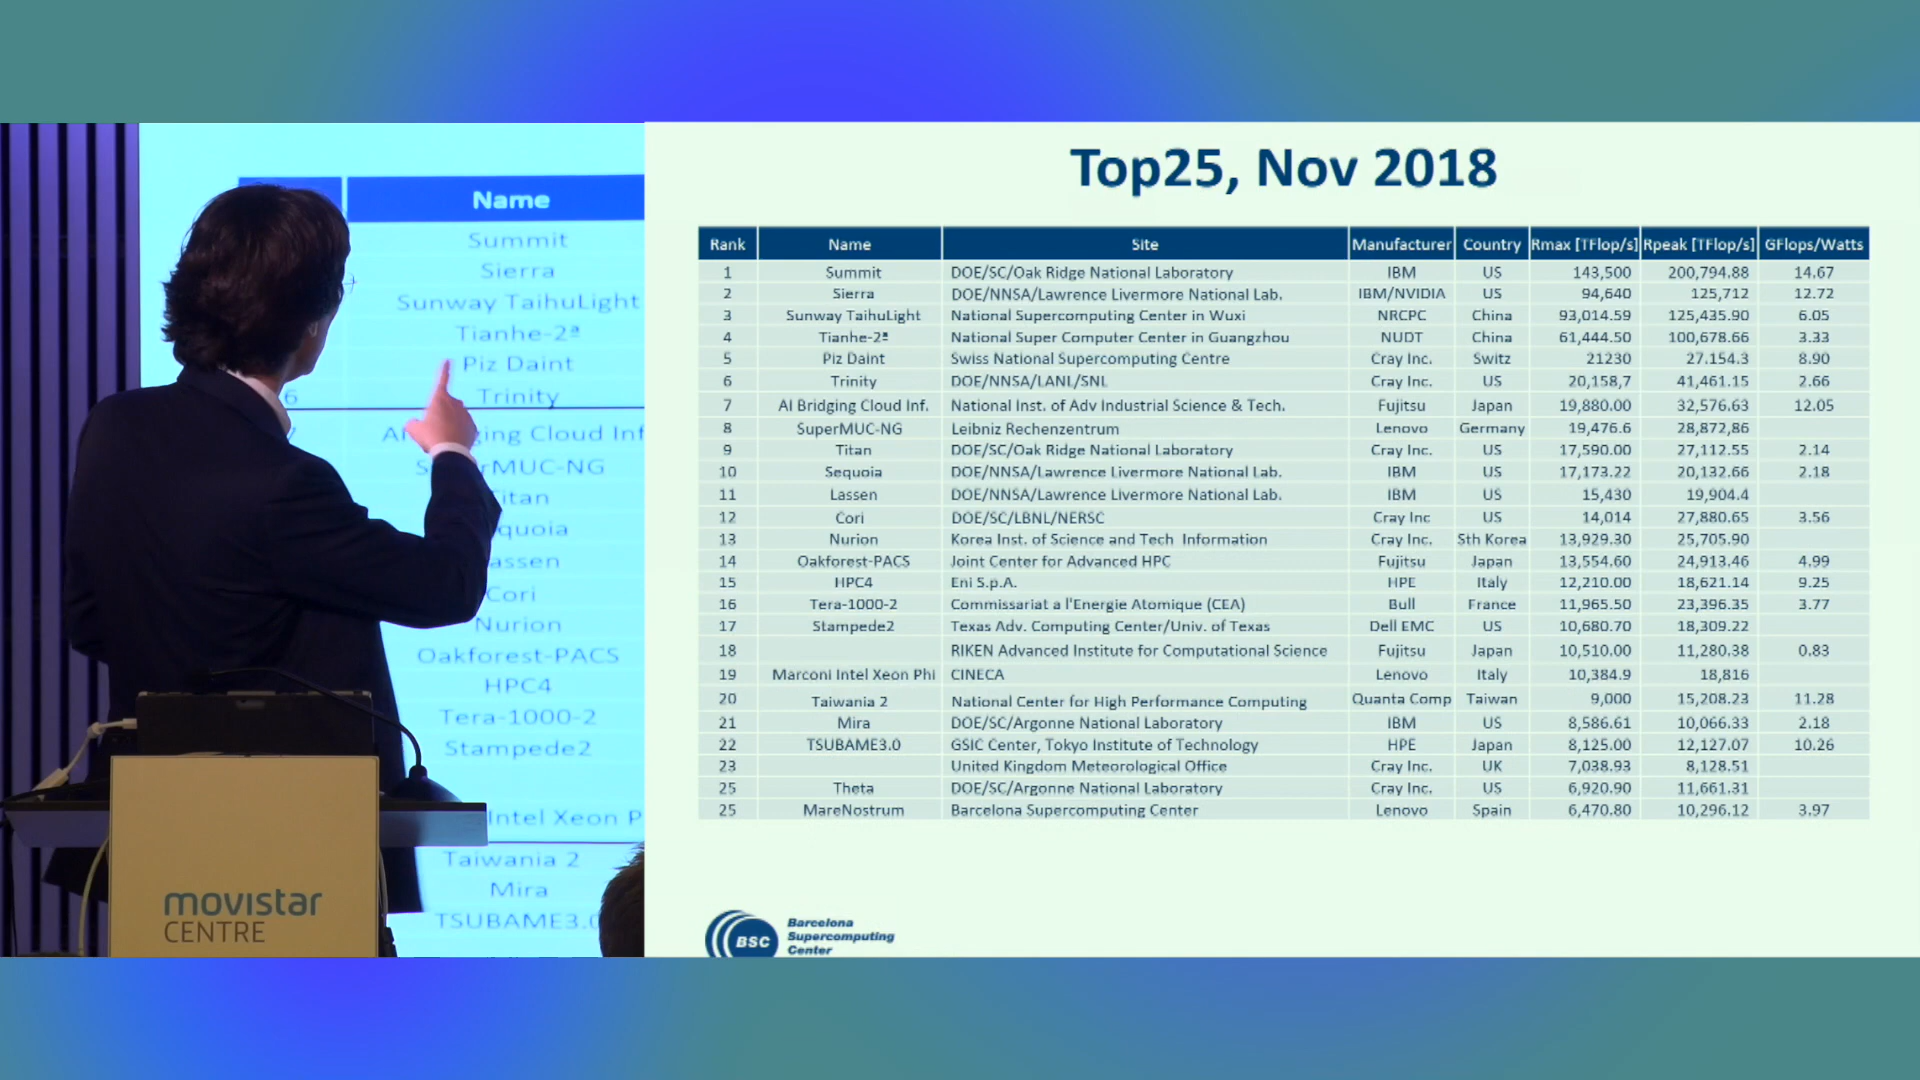 Name
Summit
Sierra
Sunway TaihuLight
Tianhe-2ª
Piz Daint
6 Trinity
ging Cloud Inf
rMUC-NG
itan
quoia
assen
Cori
Nurion
Oakforest-PACS
HPC4
Tera-1000-2
Stampede2
Intel Xeon P
Taiwania 2
Mira
TSUBAME3.0
movistar
CENTRE
Top25, Nov 2018
Rank Name Site Manufacturer Country Rmax [TFlop/s] Rpeak [TFlop/s] GFlops/Watts
1 Summit DOE/SC/Oak Ridge National Laboratory IBM US 143,500 200,794.88 14.67
2 Sierra DOE/NNSA/Lawrence Livermore National Lab. IBM/NVIDIA US 94,640 125,712 12.72
3 Sunway TaihuLight National Supercomputing Center in Wuxi NRCPC China 93,014.59 125,435.90 6.05
4 Tianhe-2ª National Super Computer Center in Guangzhou NUDT China 61,444.50 100,678.66 3.33
5 Piz Daint Swiss National Supercomputing Centre Cray Inc. Switz 21230 27.154.3 8.90
6 Trinity DOE/NNSA/LANL/SNL Cray Inc. US 20,158,7 41,461.15 2.66
7 AI Bridging Cloud Inf. National Inst. of Adv Industrial Science & Tech. Fujitsu Japan 19,880.00 32,576.63 12.05
8 SuperMUC-NG Leibniz Rechenzentrum Lenovo Germany 19,476.6 28,872,86
9 Titan DOE/SC/Oak Ridge National Laboratory Cray Inc. US 17,590.00 27,112.55 2.14
10 Sequoia DOE/NNSA/Lawrence Livermore National Lab. IBM US 17,173.22 20,132.66 2.18
11 Lassen DOE/NNSA/Lawrence Livermore National Lab. IBM US 15,430 19,904.4
12 Cori DOE/SC/LBNL/NERSC Cray Inc US 14,014 27,880.65 3.56
13 Nurion Korea Inst. of Science and Tech Information Cray Inc. Sth Korea 13,929.30 25,705.90
14 Oakforest-PACS Joint Center for Advanced HPC Fujitsu Japan 13,554.60 24,913.46 4.99
15 HPC4 Eni S.p.A. HPE Italy 12,210.00 18,621.14 9.25
16 Tera-1000-2 Commissariat a l'Energie Atomique (CEA) Bull France 11,965.50 23,396.35 3.77
17 Stampede2 Texas Adv. Computing Center/Univ. of Texas Dell EMC US 10,680.70 18,309.22
18 RIKEN Advanced Institute for Computational Science Fujitsu Japan 10,510.00 11,280.38 0.83
19 Marconi Intel Xeon Phi CINECA Lenovo Italy 10,384.9 18,816
20 Taiwania 2 National Center for High Performance Computing Quanta Comp Taiwan 9,000 15,208.23 11.28
21 Mira DOE/SC/Argonne National Laboratory IBM US 8,586.61 10,066.33 2.18
22 TSUBAME3.0 GSIC Center, Tokyo Institute of Technology HPE Japan 8,125.00 12,127.07 10.26
23 United Kingdom Meteorological Office Cray Inc. UK 7,038.93 8,128.51
25 Theta DOE/SC/Argonne National Laboratory Cray Inc. US 6,920.90 11,661.31
25 MareNostrum Barcelona Supercomputing Center Lenovo Spain 6,470.80 10,296.12 3.97
BSC
Barcelona
Supercomputing
Center